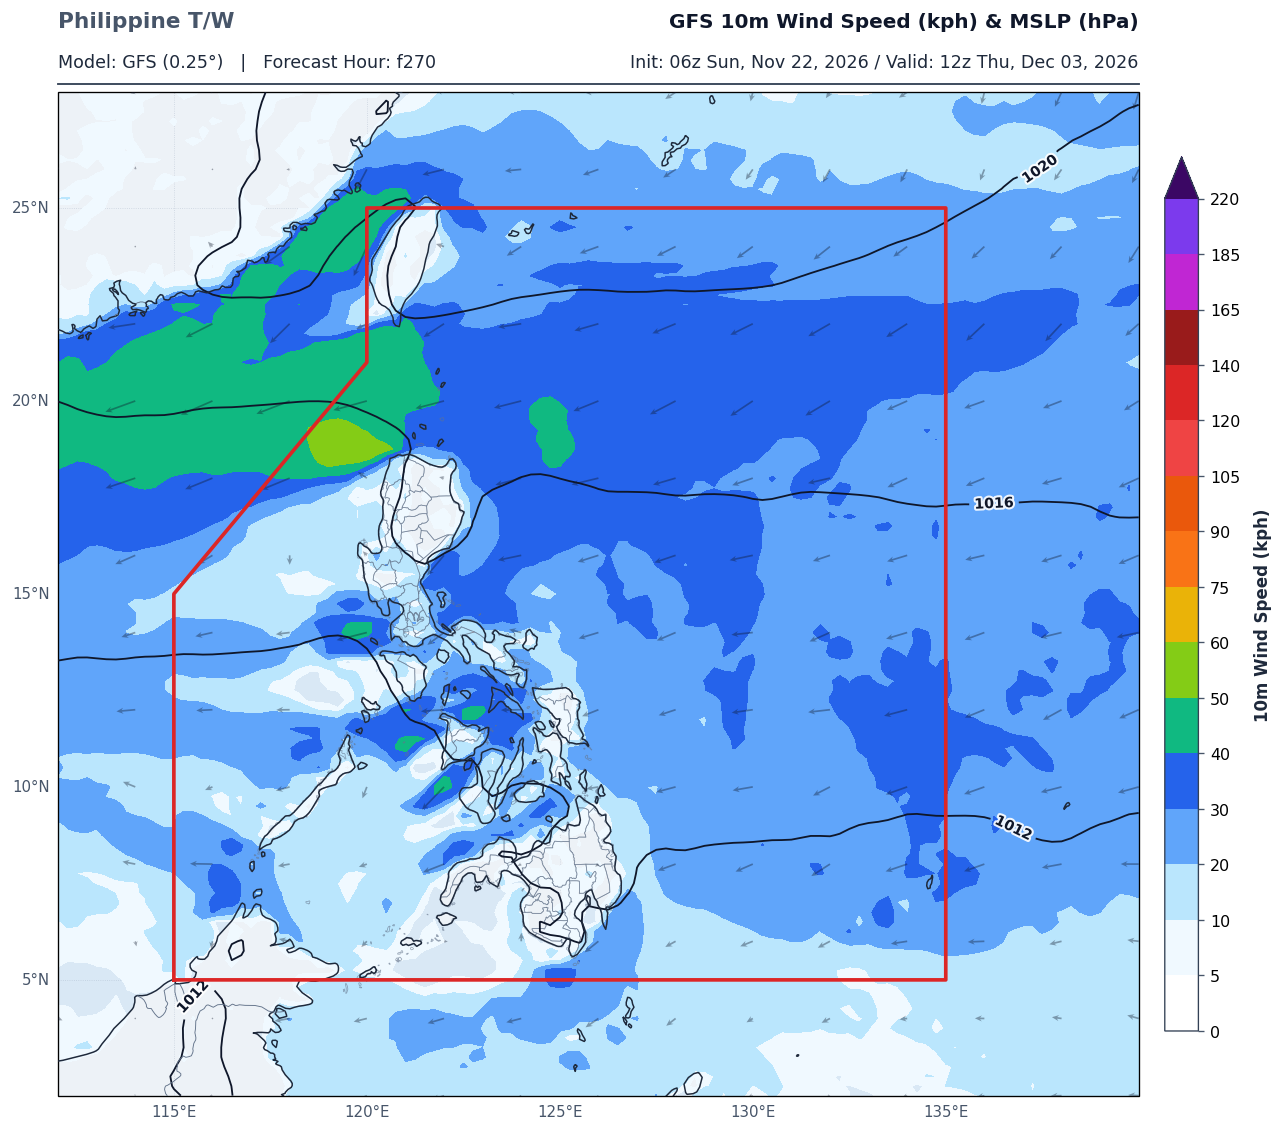 Philippine T/W
GFS 10m Wind Speed (kph) & MSLP (hPa)
Model: GFS (0.25°) | Forecast Hour: f270
Init: 06z Sun, Nov 22, 2026 / Valid: 12z Thu, Dec 03, 2026
1020
1016
1012
1012
25°N
20°N
15°N
10°N
5°N
115°E
120°E
125°E
130°E
135°E
220
185
165
140
120
105
90
75
60
50
40
30
20
10
5
0
10m Wind Speed (kph)